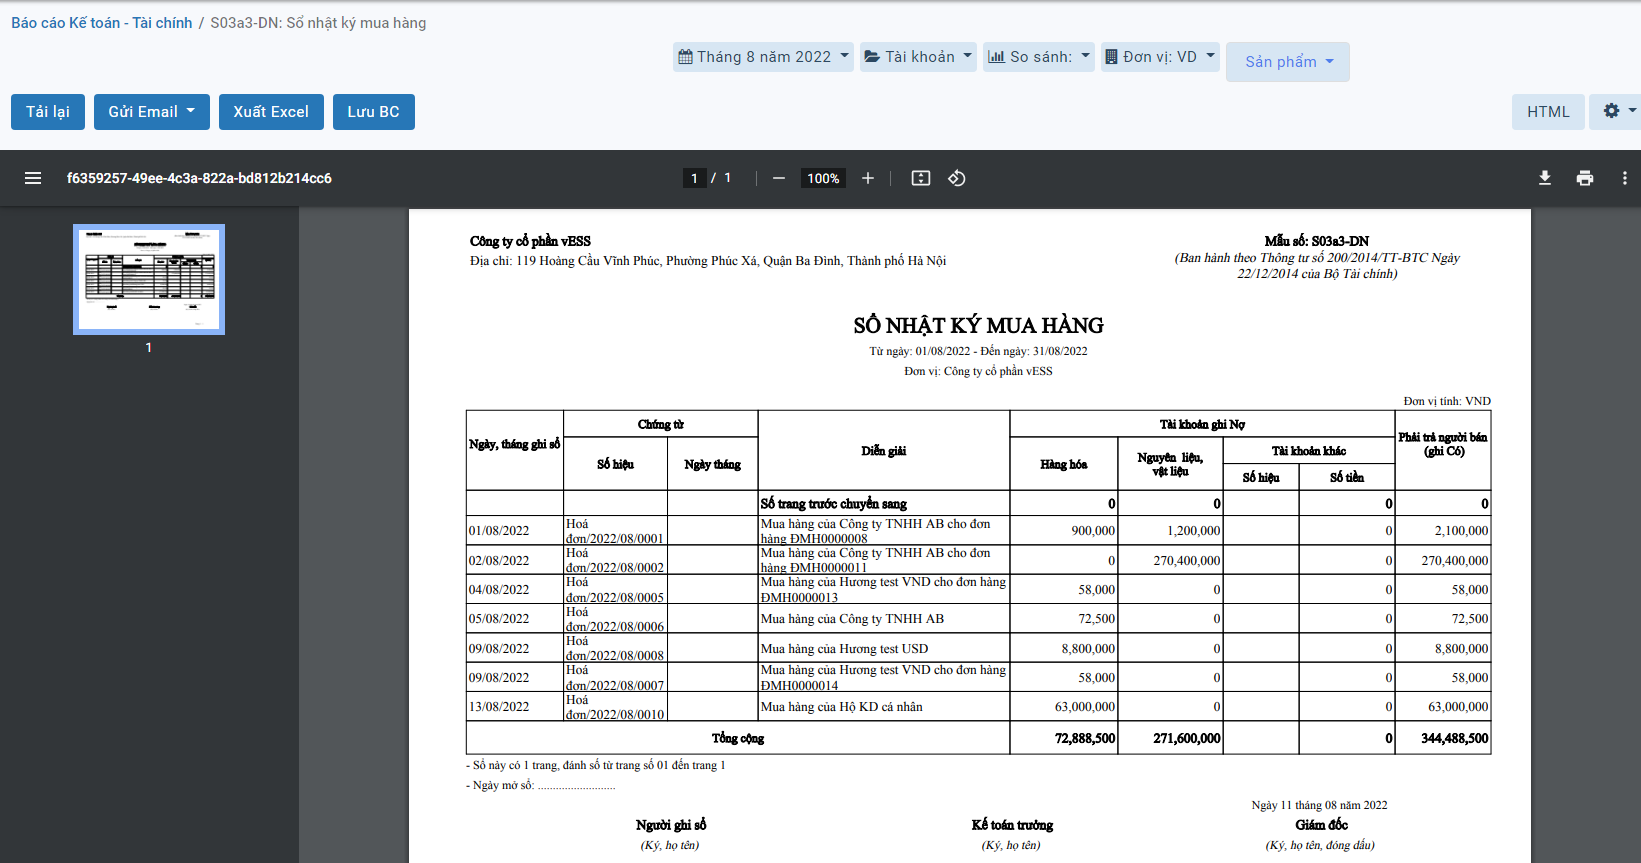 Báo cáo Kế toán - Tài chính / S03a3-DN: Sổ nhật ký mua hàng
Tháng 8 năm 2022 Tài khoản So sánh: Đơn vị: VD Sản phẩm
Tải lại Gửi Email Xuất Excel Lưu BC HTML
f6359257-49ee-4c3a-822a-bd812b214cc6 1 / 1 100%
1
Công ty cổ phần vESS
Địa chỉ: 119 Hoàng Cầu Vĩnh Phúc, Phường Phúc Xá, Quận Ba Đình, Thành phố Hà Nội
Mẫu số: S03a3-DN
(Ban hành theo Thông tư số 200/2014/TT-BTC Ngày
22/12/2014 của Bộ Tài chính)
SỔ NHẬT KÝ MUA HÀNG
Từ ngày: 01/08/2022 - Đến ngày: 31/08/2022
Đơn vị: Công ty cổ phần vESS
Đơn vị tính: VND
Ngày, tháng ghi sổ Chứng từ Diễn giải Tài khoản ghi Nợ Phải trả người bán (ghi Có)
Số hiệu Ngày tháng Hàng hóa Nguyên liệu, vật liệu Tài khoản khác
Số hiệu Số tiền
Số trang trước chuyển sang 0 0 0 0
01/08/2022 Hoá đơn/2022/08/0001 Mua hàng của Công ty TNHH AB cho đơn hàng ĐMH0000008 900,000 1,200,000 0 2,100,000
02/08/2022 Hoá đơn/2022/08/0002 Mua hàng của Công ty TNHH AB cho đơn hàng ĐMH0000011 0 270,400,000 0 270,400,000
04/08/2022 Hoá đơn/2022/08/0005 Mua hàng của Hương test VND cho đơn hàng ĐMH0000013 58,000 0 0 58,000
05/08/2022 Hoá đơn/2022/08/0006 Mua hàng của Công ty TNHH AB 72,500 0 0 72,500
09/08/2022 Hoá đơn/2022/08/0008 Mua hàng của Hương test USD 8,800,000 0 0 8,800,000
09/08/2022 Hoá đơn/2022/08/0007 Mua hàng của Hương test VND cho đơn hàng ĐMH0000014 58,000 0 0 58,000
13/08/2022 Hoá đơn/2022/08/0010 Mua hàng của Hộ KD cá nhân 63,000,000 0 0 63,000,000
Tổng cộng 72,888,500 271,600,000 0 344,488,500
- Sổ này có 1 trang, đánh số từ trang số 01 đến trang 1
- Ngày mở sổ: ..........................
Ngày 11 tháng 08 năm 2022
Người ghi sổ Kế toán trưởng Giám đốc
(Ký, họ tên) (Ký, họ tên) (Ký, họ tên, đóng dấu)